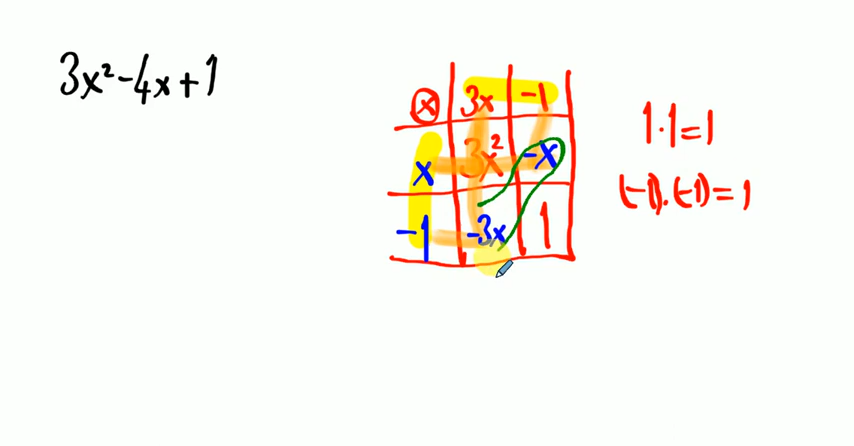 3x²-4x+1
x 3x -1
x 3x² -x
-1 -3x 1
1·1=1
(-1).(-1)=1